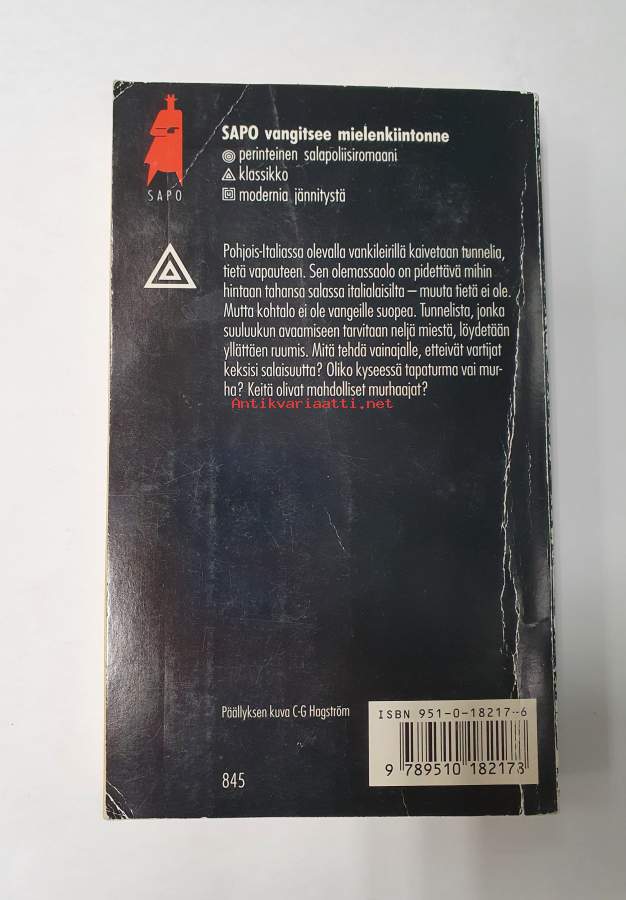 SAPO vangitsee mielenkiintonne
perinteinen salapoliisiromaani
klassikko
modernia jännitystä
SAPO
Pohjois-Italiassa olevalla vankileirillä kaivetaan tunnelia,
tietä vapauteen. Sen olemassaolo on pidettävä mihin
hintaan tahansa salassa italialaisilta – muuta tietä ei ole.
Mutta kohtalo ei ole vangeille suopea. Tunnelista, jonka
suuluukun avaamiseen tarvitaan neljä miestä, löydetään
yllättäen ruumis. Mitä tehdä vainajalle, etteivät vartijat
keksisi salaisuutta? Oliko kyseessä tapaturma vai mur-
ha? Keitä olivat mahdolliset murhaajat?
Antikvariaatti.net
Päällyksen kuva C-G Hagström
ISBN 951-0-18217-6
9 789510 182178
845